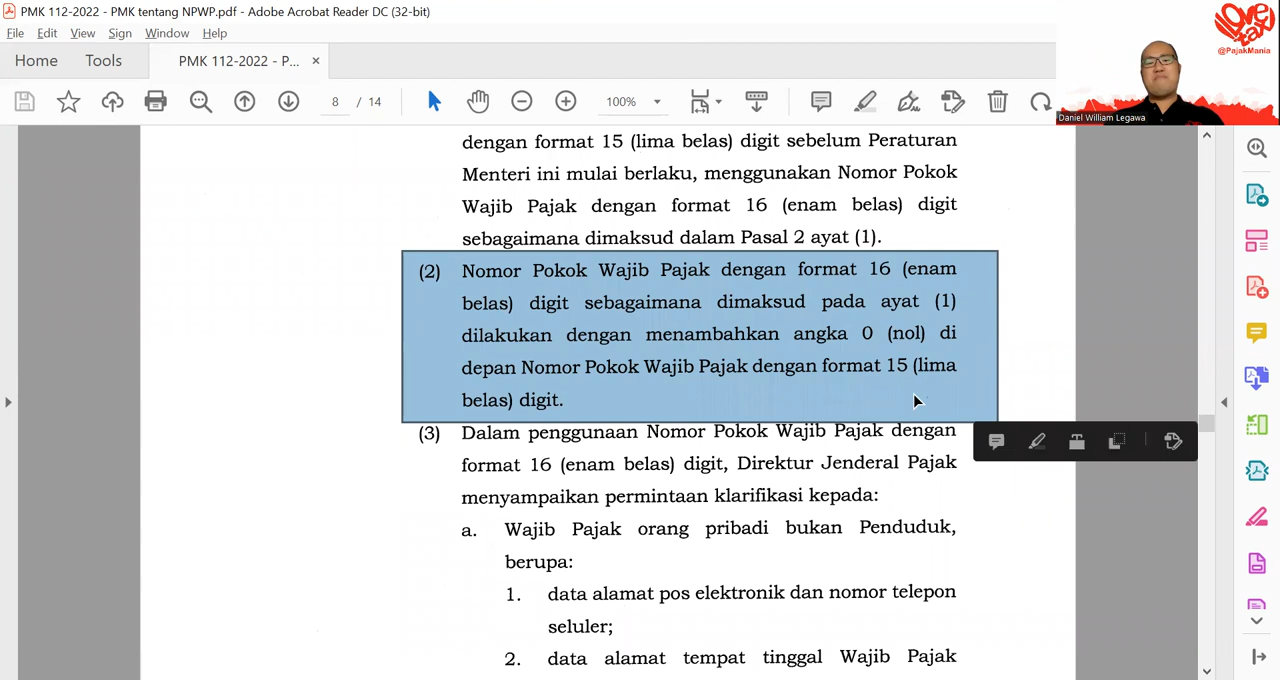 PMK 112-2022 - PMK tentang NPWP.pdf - Adobe Acrobat Reader DC (32-bit)
File Edit View Sign Window Help
Home Tools PMK 112-2022 - P... ×
8 / 14 100%
love tax
@PajakMania
Daniel William Legawa
dengan format 15 (lima belas) digit sebelum Peraturan
Menteri ini mulai berlaku, menggunakan Nomor Pokok
Wajib Pajak dengan format 16 (enam belas) digit
sebagaimana dimaksud dalam Pasal 2 ayat (1).
(2) Nomor Pokok Wajib Pajak dengan format 16 (enam
belas) digit sebagaimana dimaksud pada ayat (1)
dilakukan dengan menambahkan angka 0 (nol) di
depan Nomor Pokok Wajib Pajak dengan format 15 (lima
belas) digit.
(3) Dalam penggunaan Nomor Pokok Wajib Pajak dengan
format 16 (enam belas) digit, Direktur Jenderal Pajak
menyampaikan permintaan klarifikasi kepada:
a. Wajib Pajak orang pribadi bukan Penduduk,
berupa:
1. data alamat pos elektronik dan nomor telepon
seluler;
2. data alamat tempat tinggal Wajib Pajak